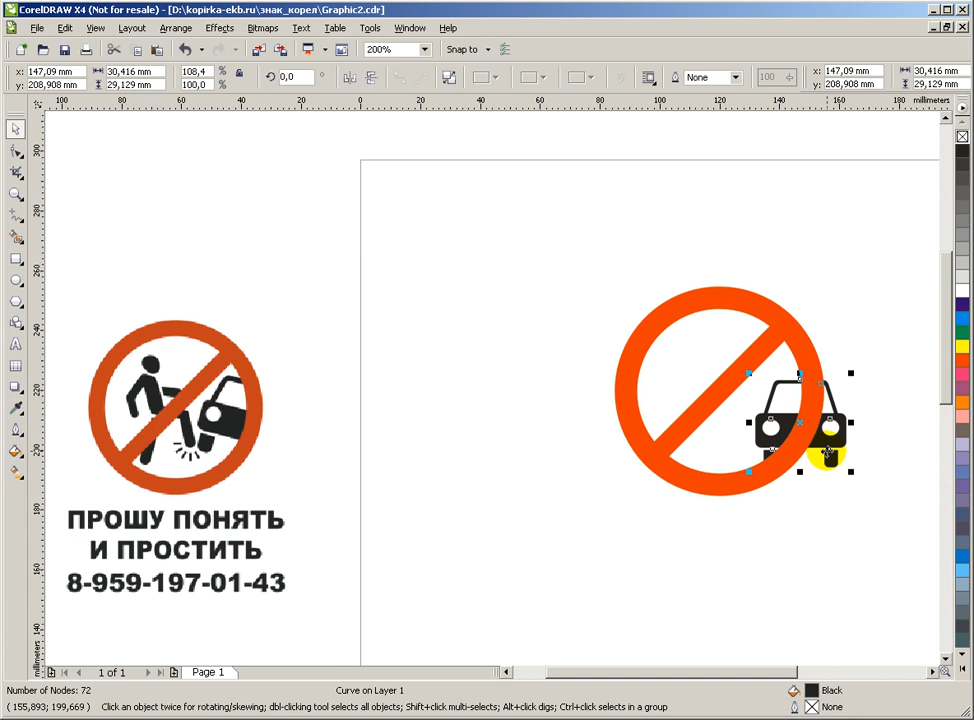 CorelDRAW X4 (Not for resale) - [D:\kopirka-ekb.ru\знак_корел\Graphic2.cdr]
File Edit View Layout Arrange Effects Bitmaps Text Table Tools Window Help
200% Snap to
x: 147,09 mm 30,416 mm 108,4 % 0,0 ° None 100 x: 147,09 mm 30,416 mm
y: 208,908 mm 29,129 mm 100,0 % y: 208,908 mm 29,129 mm
100 80 60 40 20 0 20 40 60 80 100 120 140 160 180 millimeters
300
280
260
240
220
200
180
160
140
millimeters
ПРОШУ ПОНЯТЬ
И ПРОСТИТЬ
8-959-197-01-43
1 of 1 Page 1
Number of Nodes: 72 Curve on Layer 1 Black
( 155,893; 199,669 ) Click an object twice for rotating/skewing; dbl-clicking tool selects all objects; Shift+click multi-selects; Alt+click digs; Ctrl+click selects in a group None